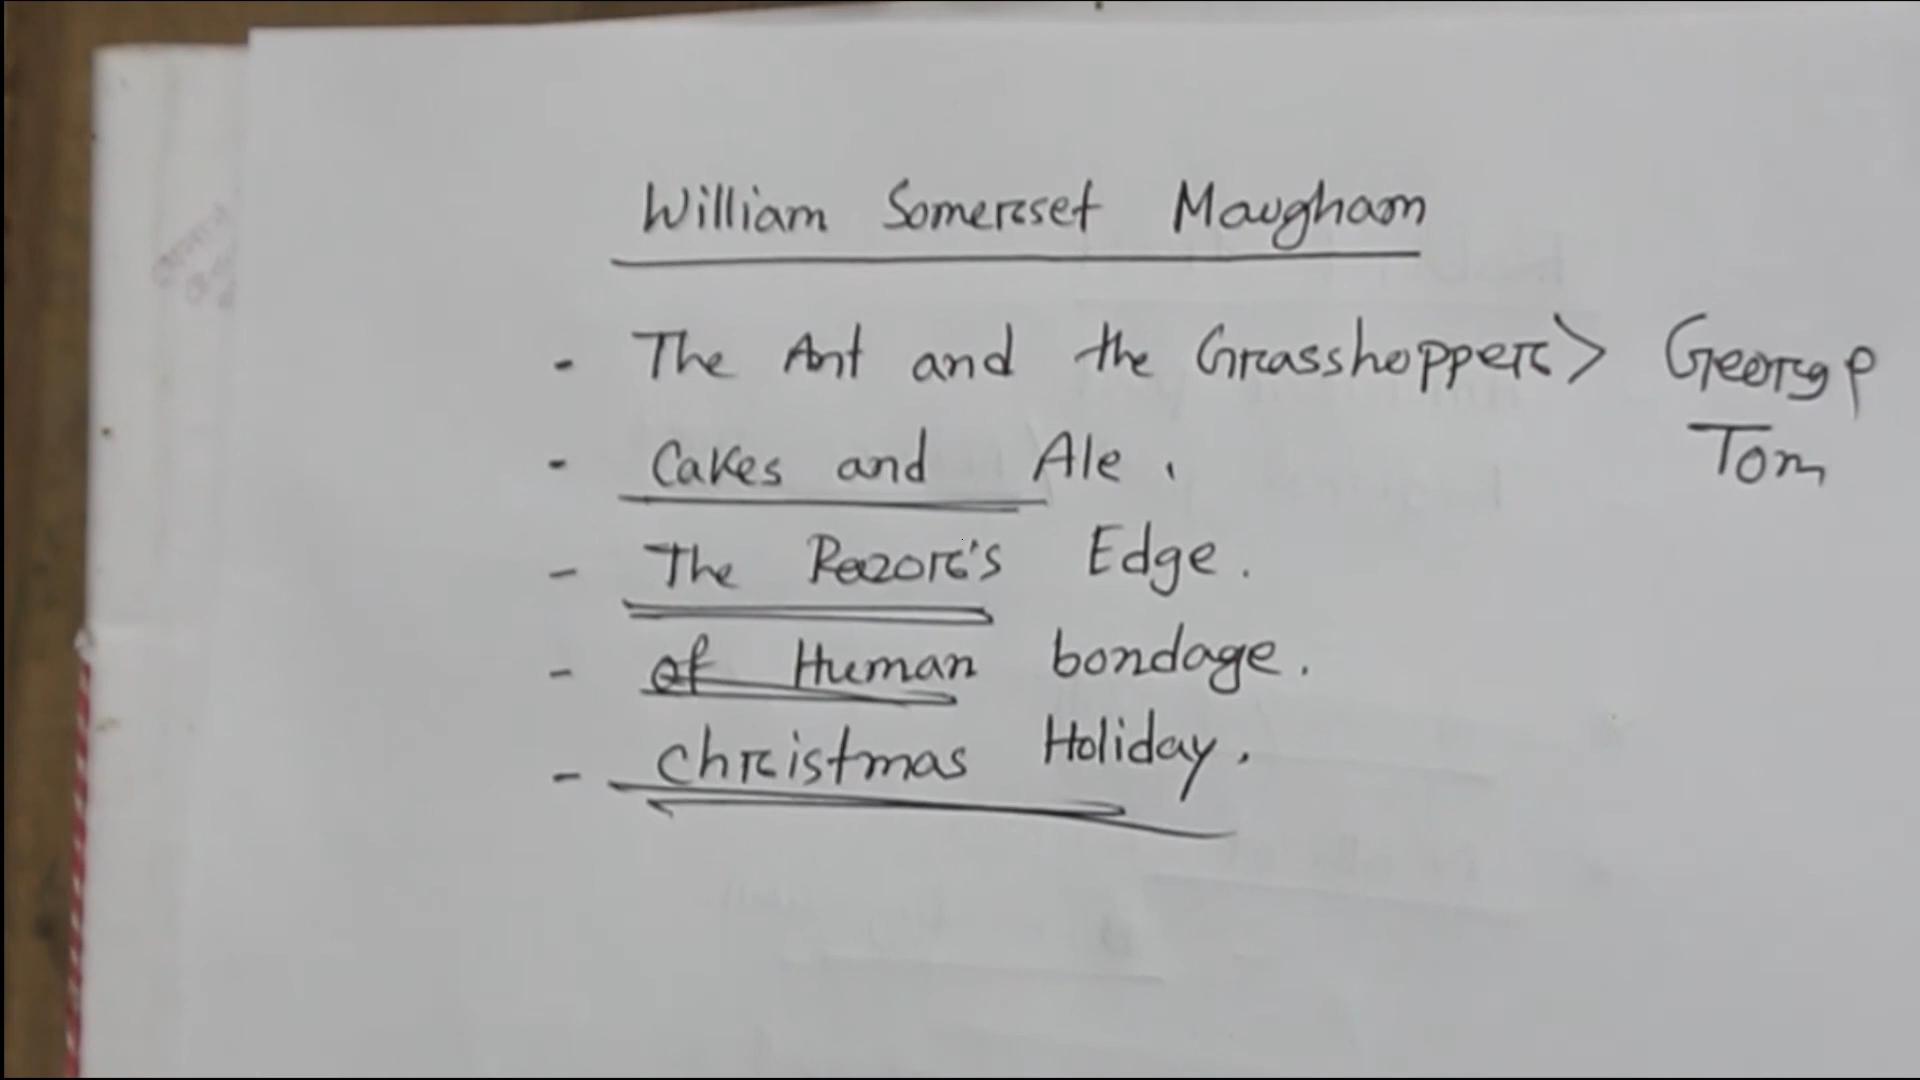 William Somerset Maugham
- The Ant and the Grasshopper > George
Tom
- Cakes and Ale.
- The Razor's Edge.
- of Human bondage.
- christmas Holiday.